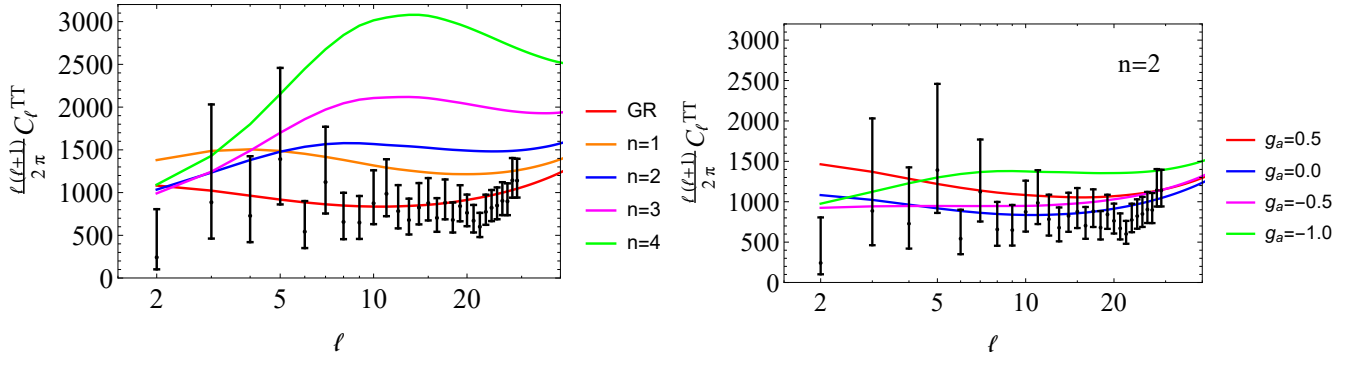 3000
2500
2000
1500
1000
500
0
ℓ(ℓ+1)/2π C_ℓ^TT
2 5 10 20
ℓ
GR
n=1
n=2
n=3
n=4
3000
2500
2000
1500
1000
500
0
ℓ(ℓ+1)/2π C_ℓ^TT
n=2
2 5 10 20
ℓ
g_a=0.5
g_a=0.0
g_a=-0.5
g_a=-1.0